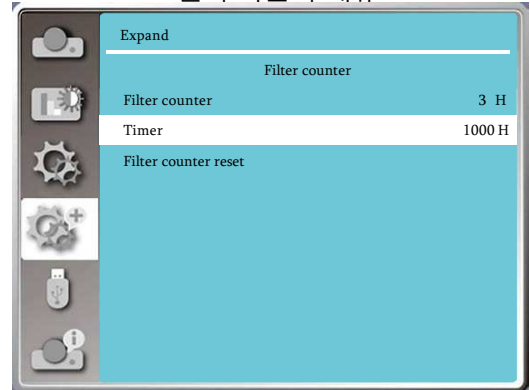 Expand
Filter counter
Filter counter 3 H
Timer 1000 H
Filter counter reset